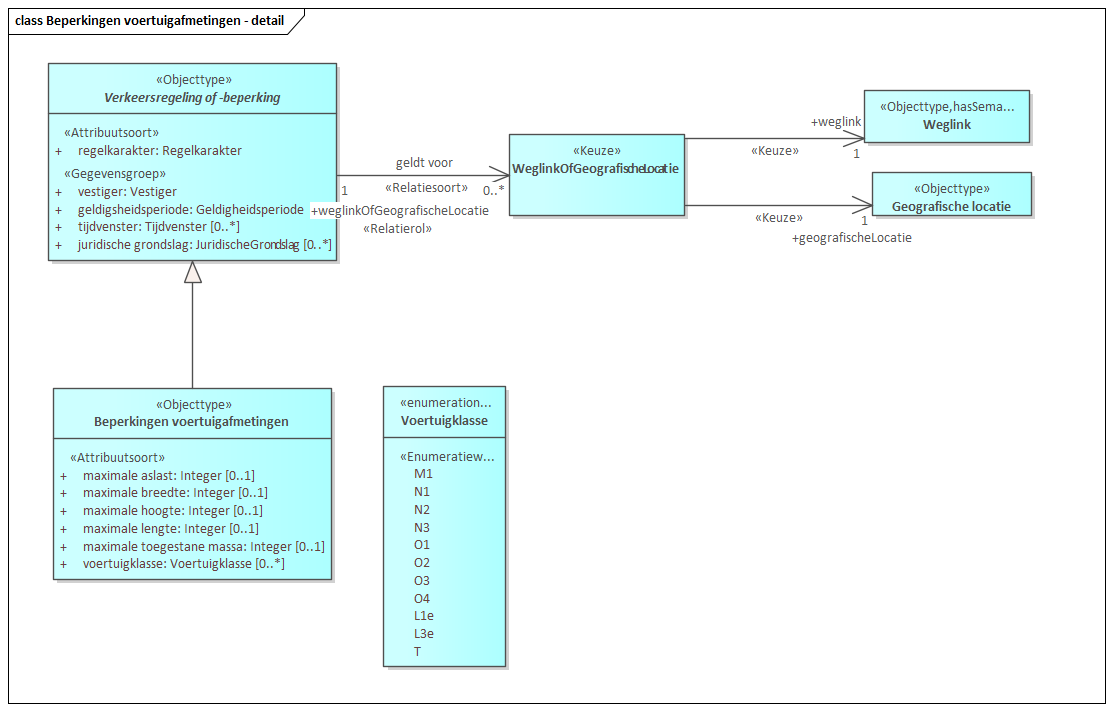 class Beperkingen voertuigafmetingen - detail
«Objecttype»
Verkeersregeling of -beperking
«Attribuutsoort»
+ regelkarakter: Regelkarakter
«Gegevensgroep»
+ vestiger: Vestiger
+ geldigsheidsperiode: Geldigheidsperiode
+ tijdvenster: Tijdvenster [0..*]
+ juridische grondslag: JuridischeGrondslag [0..*]
geldt voor
1 «Relatiesoort» 0..*
+weglinkOfGeografischeLocatie
«Relatierol»
«Keuze»
WeglinkOfGeografischeLocatie
+weglink
«Keuze» 1
«Objecttype,hasSema...
Weglink
«Keuze» 1
+geografischeLocatie
«Objecttype»
Geografische locatie
«Objecttype»
Beperkingen voertuigafmetingen
«Attribuutsoort»
+ maximale aslast: Integer [0..1]
+ maximale breedte: Integer [0..1]
+ maximale hoogte: Integer [0..1]
+ maximale lengte: Integer [0..1]
+ maximale toegestane massa: Integer [0..1]
+ voertuigklasse: Voertuigklasse [0..*]
«enumeration...
Voertuigklasse
«Enumeratiew...
M1
N1
N2
N3
O1
O2
O3
O4
L1e
L3e
T